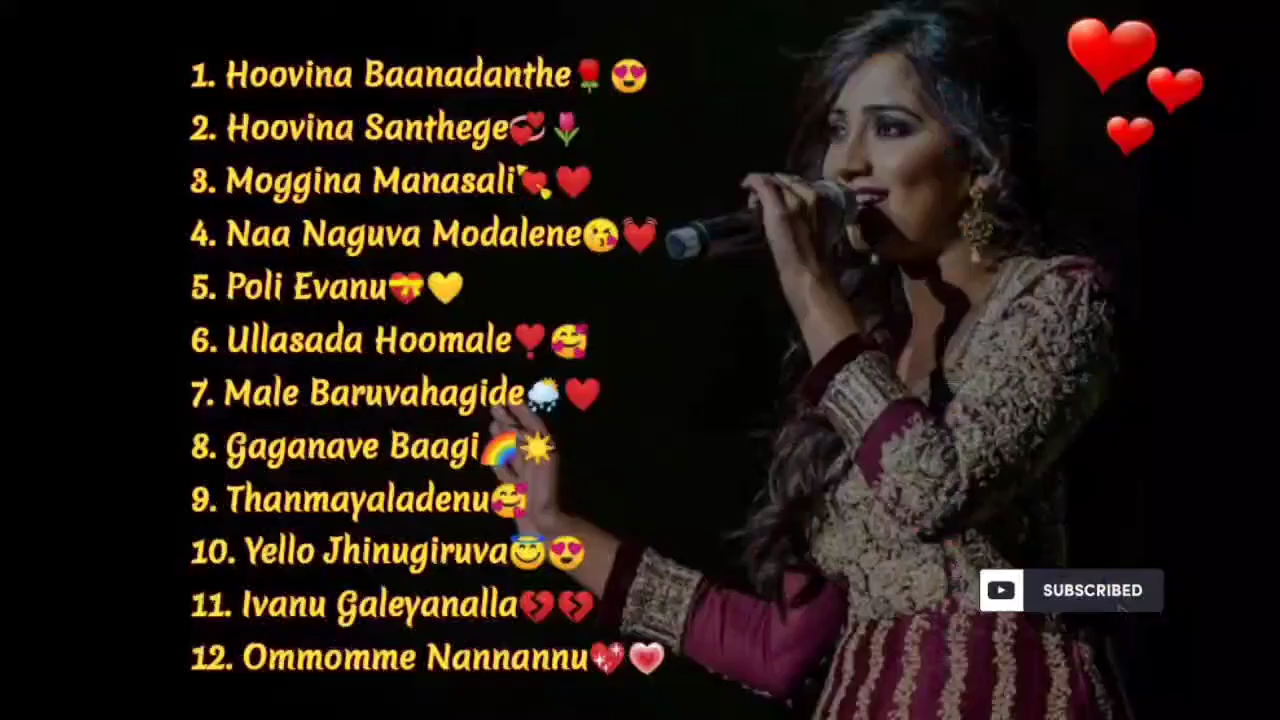 1. Hoovina Baanadanthe🌹😍
2. Hoovina Santhege💞🌷
3. Moggina Manasali💘❤️
4. Naa Naguva Modalene😘💓
5. Poli Evanu💝💛
6. Ullasada Hoomale❣️🥰
7. Male Baruvahagide🌦️❤️
8. Gaganave Baagi🌈☀️
9. Thanmayaladenu🥰
10. Yello Jhinugiruva😇😍
11. Ivanu Galeyanalla💔💔
12. Ommomme Nannannu💖💗
SUBSCRIBED